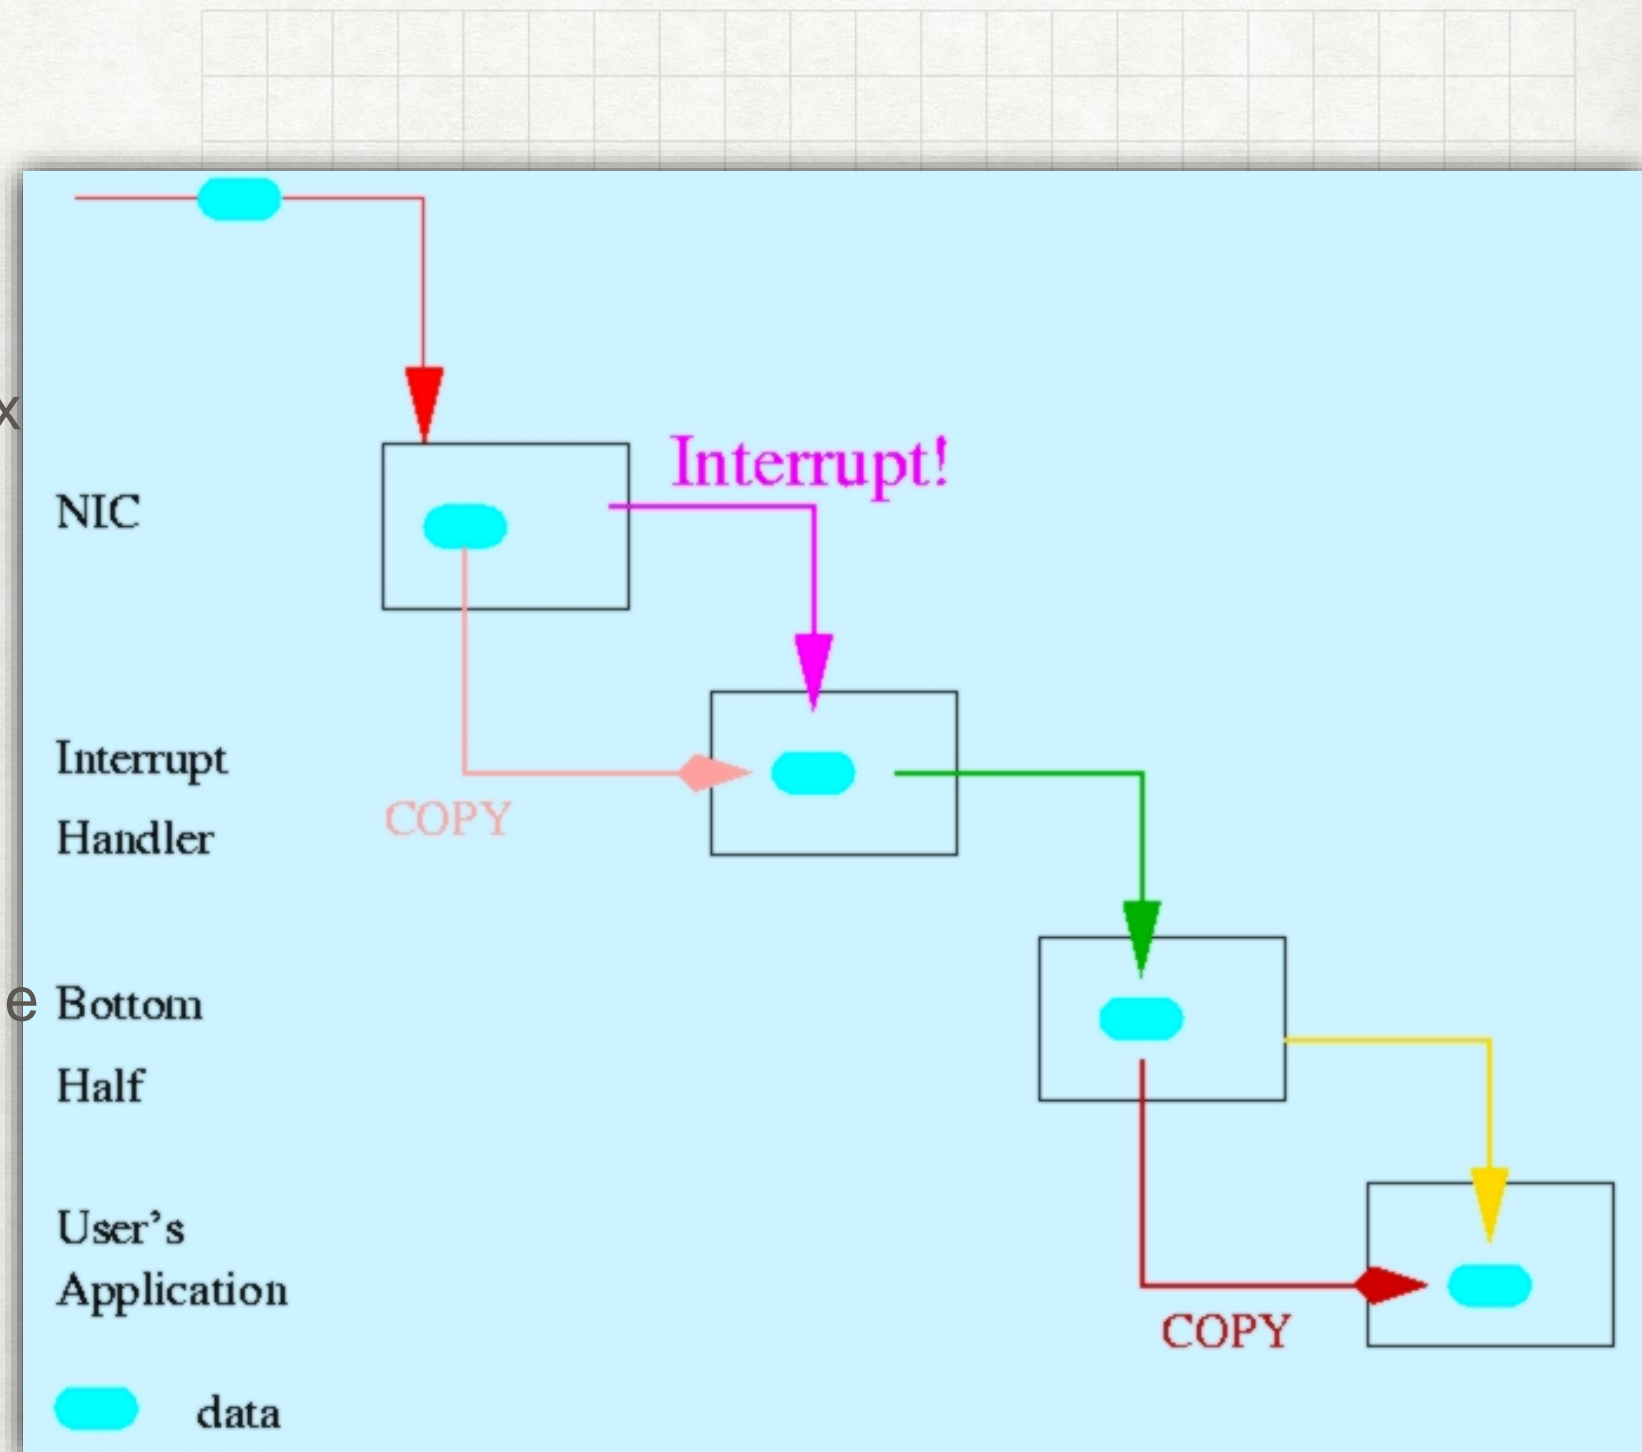 x
Interrupt!
NIC
Interrupt
Handler
COPY
e
Bottom
Half
User's
Application
COPY
data